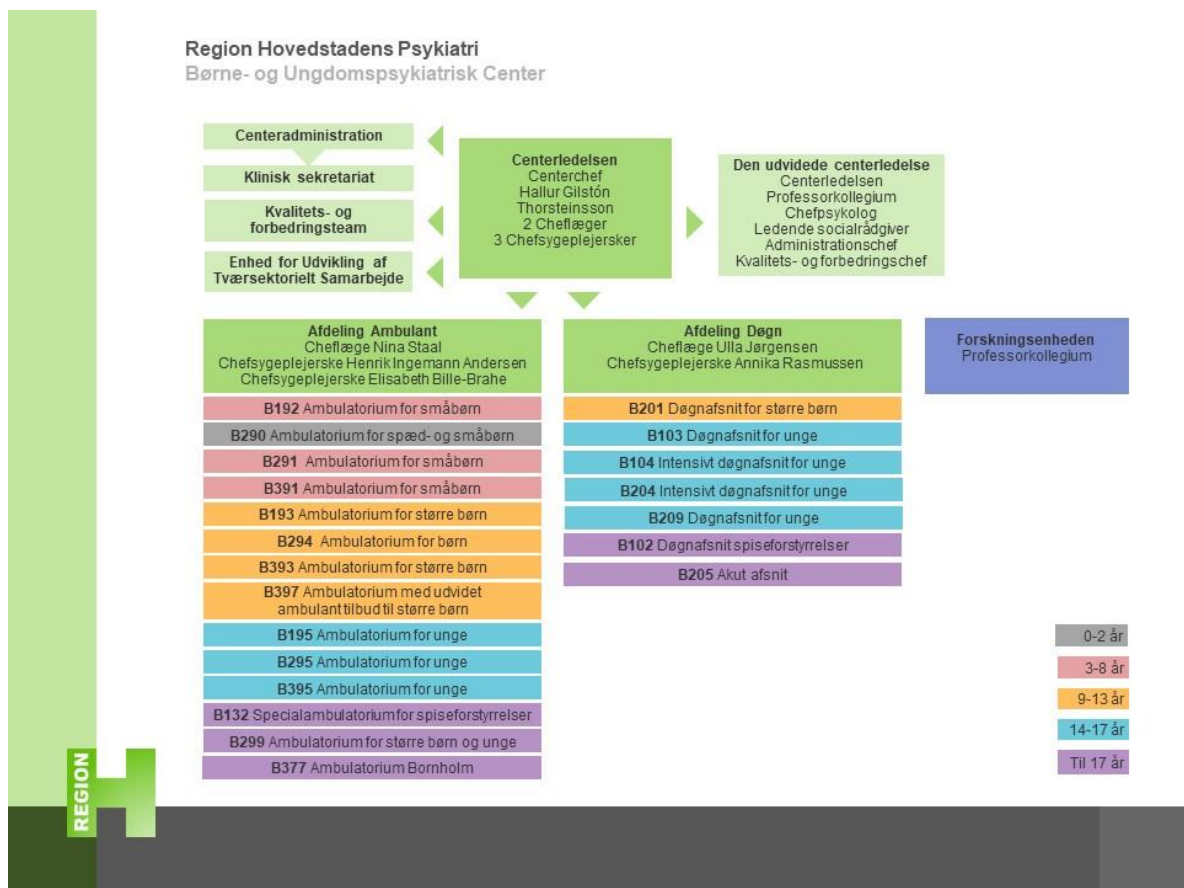 Region Hovedstadens Psykiatri
Børne- og Ungdomspsykiatrisk Center
Centeradministration
Klinisk sekretariat
Kvalitets- og
forbedringsteam
Enhed for Udvikling af
Tværsektorielt Samarbejde
Centerledelsen
Centerchef
Hallur Gilstón
Thorsteinsson
2 Cheflæger
3 Chefsygeplejersker
Den udvidede centerledelse
Centerledelsen
Professorkollegium
Chefpsykolog
Ledende socialrådgiver
Administrationschef
Kvalitets- og forbedringschef
Afdeling Ambulant
Cheflæge Nina Staal
Chefsygeplejerske Henrik Ingemann Andersen
Chefsygeplejerske Elisabeth Bille-Brahe
B192 Ambulatorium for småbørn
B290 Ambulatorium for spæd- og småbørn
B291 Ambulatorium for småbørn
B391 Ambulatorium for småbørn
B193 Ambulatorium for større børn
B294 Ambulatorium for børn
B393 Ambulatorium for større børn
B397 Ambulatorium med udvidet
ambulant tilbud til større børn
B195 Ambulatorium for unge
B295 Ambulatorium for unge
B395 Ambulatorium for unge
B132 Specialambulatorium for spiseforstyrrelser
B299 Ambulatorium for større børn og unge
B377 Ambulatorium Bornholm
Afdeling Døgn
Cheflæge Ulla Jørgensen
Chefsygeplejerske Annika Rasmussen
B201 Døgnafsnit for større børn
B103 Døgnafsnit for unge
B104 Intensivt døgnafsnit for unge
B204 Intensivt døgnafsnit for unge
B209 Døgnafsnit for unge
B102 Døgnafsnit spiseforstyrrelser
B205 Akut afsnit
Forskningsenheden
Professorkollegium
0-2 år
3-8 år
9-13 år
14-17 år
Til 17 år
REGION
H